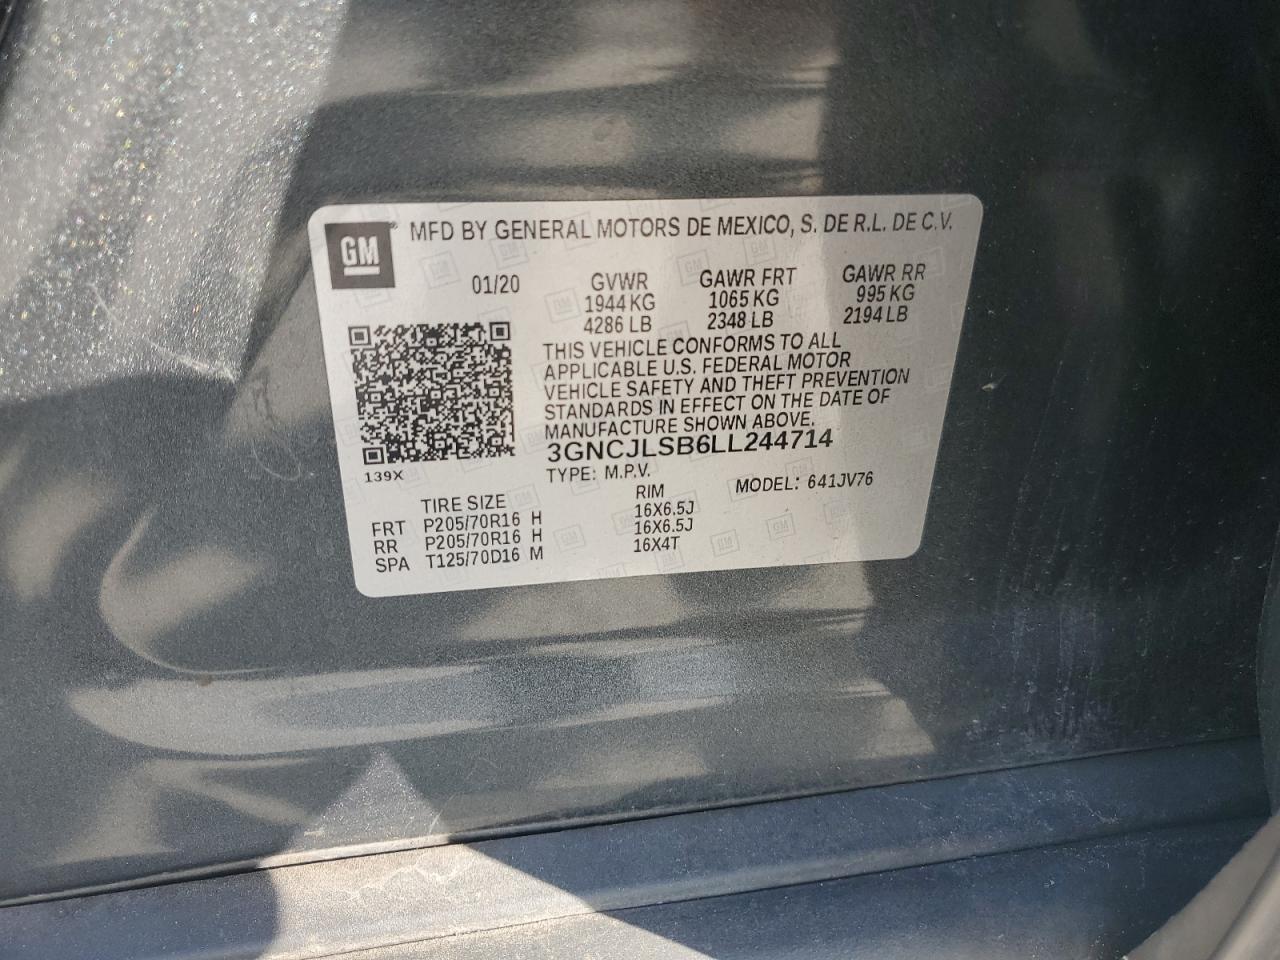 GM
MFD BY GENERAL MOTORS DE MEXICO, S. DE R.L. DE C.V.
01/20 GVWR GAWR FRT GAWR RR
1944 KG 1065 KG 995 KG
4286 LB 2348 LB 2194 LB
THIS VEHICLE CONFORMS TO ALL
APPLICABLE U.S. FEDERAL MOTOR
VEHICLE SAFETY AND THEFT PREVENTION
STANDARDS IN EFFECT ON THE DATE OF
MANUFACTURE SHOWN ABOVE.
3GNCJLSB6LL244714
139X
TYPE: M.P.V. MODEL: 641JV76
TIRE SIZE RIM
FRT P205/70R16 H 16X6.5J
RR P205/70R16 H 16X6.5J
SPA T125/70D16 M 16X4T